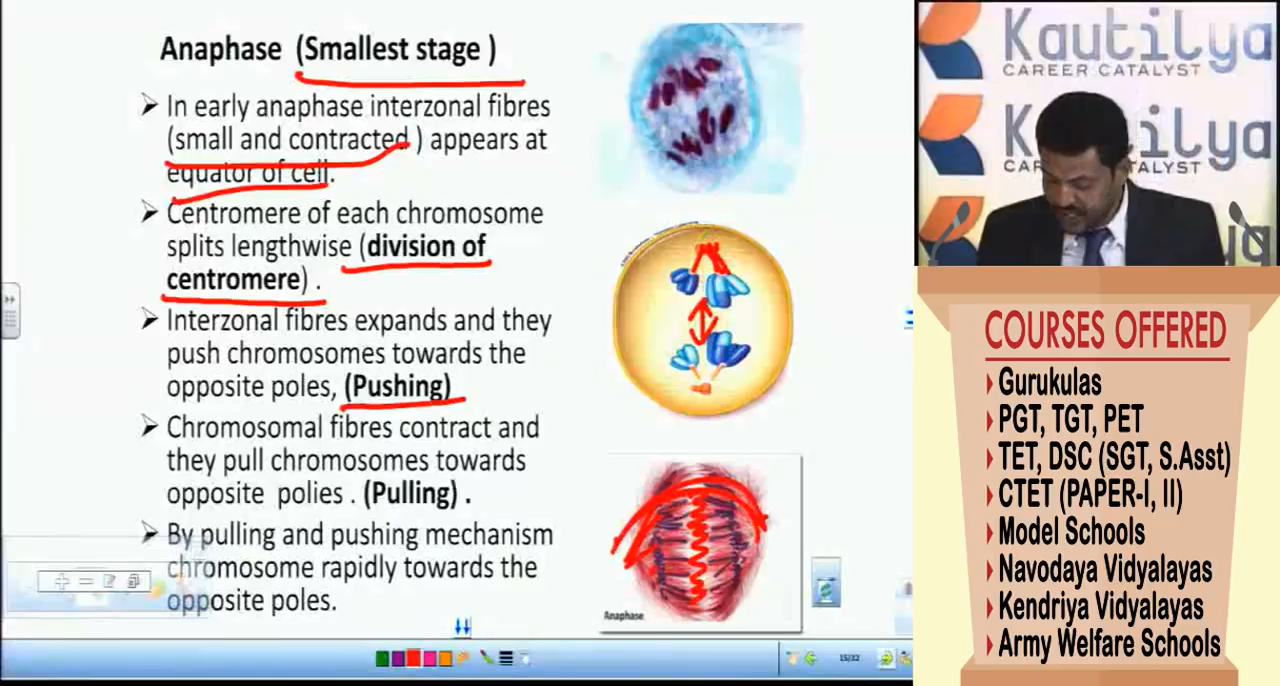 Anaphase (Smallest stage )
➢ In early anaphase interzonal fibres
(small and contracted ) appears at
equator of cell.
➢ Centromere of each chromosome
splits lengthwise (division of
centromere) .
➢ Interzonal fibres expands and they
push chromosomes towards the
opposite poles, (Pushing)
➢ Chromosomal fibres contract and
they pull chromosomes towards
opposite polies . (Pulling) .
➢ By pulling and pushing mechanism
chromosome rapidly towards the
opposite poles.
Anaphase
15/22
Kautilya
CAREER CATALYST
Kautilya
COURSES OFFERED
Gurukulas
PGT, TGT, PET
TET, DSC (SGT, S.Asst)
CTET (PAPER-I, II)
Model Schools
Navodaya Vidyalayas
Kendriya Vidyalayas
Army Welfare Schools